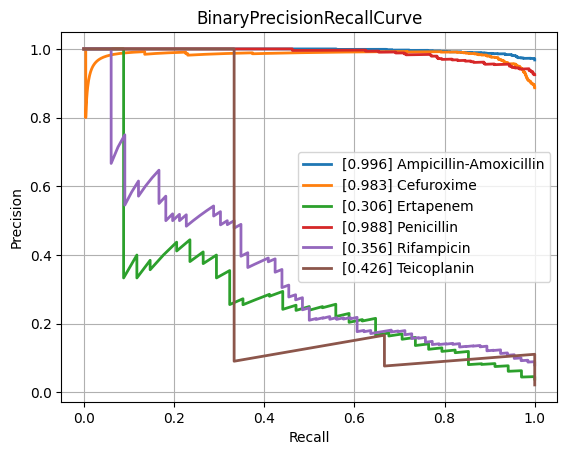 BinaryPrecisionRecallCurve
Precision
1.0
0.8
0.6
0.4
0.2
0.0
[0.996] Ampicillin-Amoxicillin
[0.983] Cefuroxime
[0.306] Ertapenem
[0.988] Penicillin
[0.356] Rifampicin
[0.426] Teicoplanin
0.0 0.2 0.4 0.6 0.8 1.0
Recall